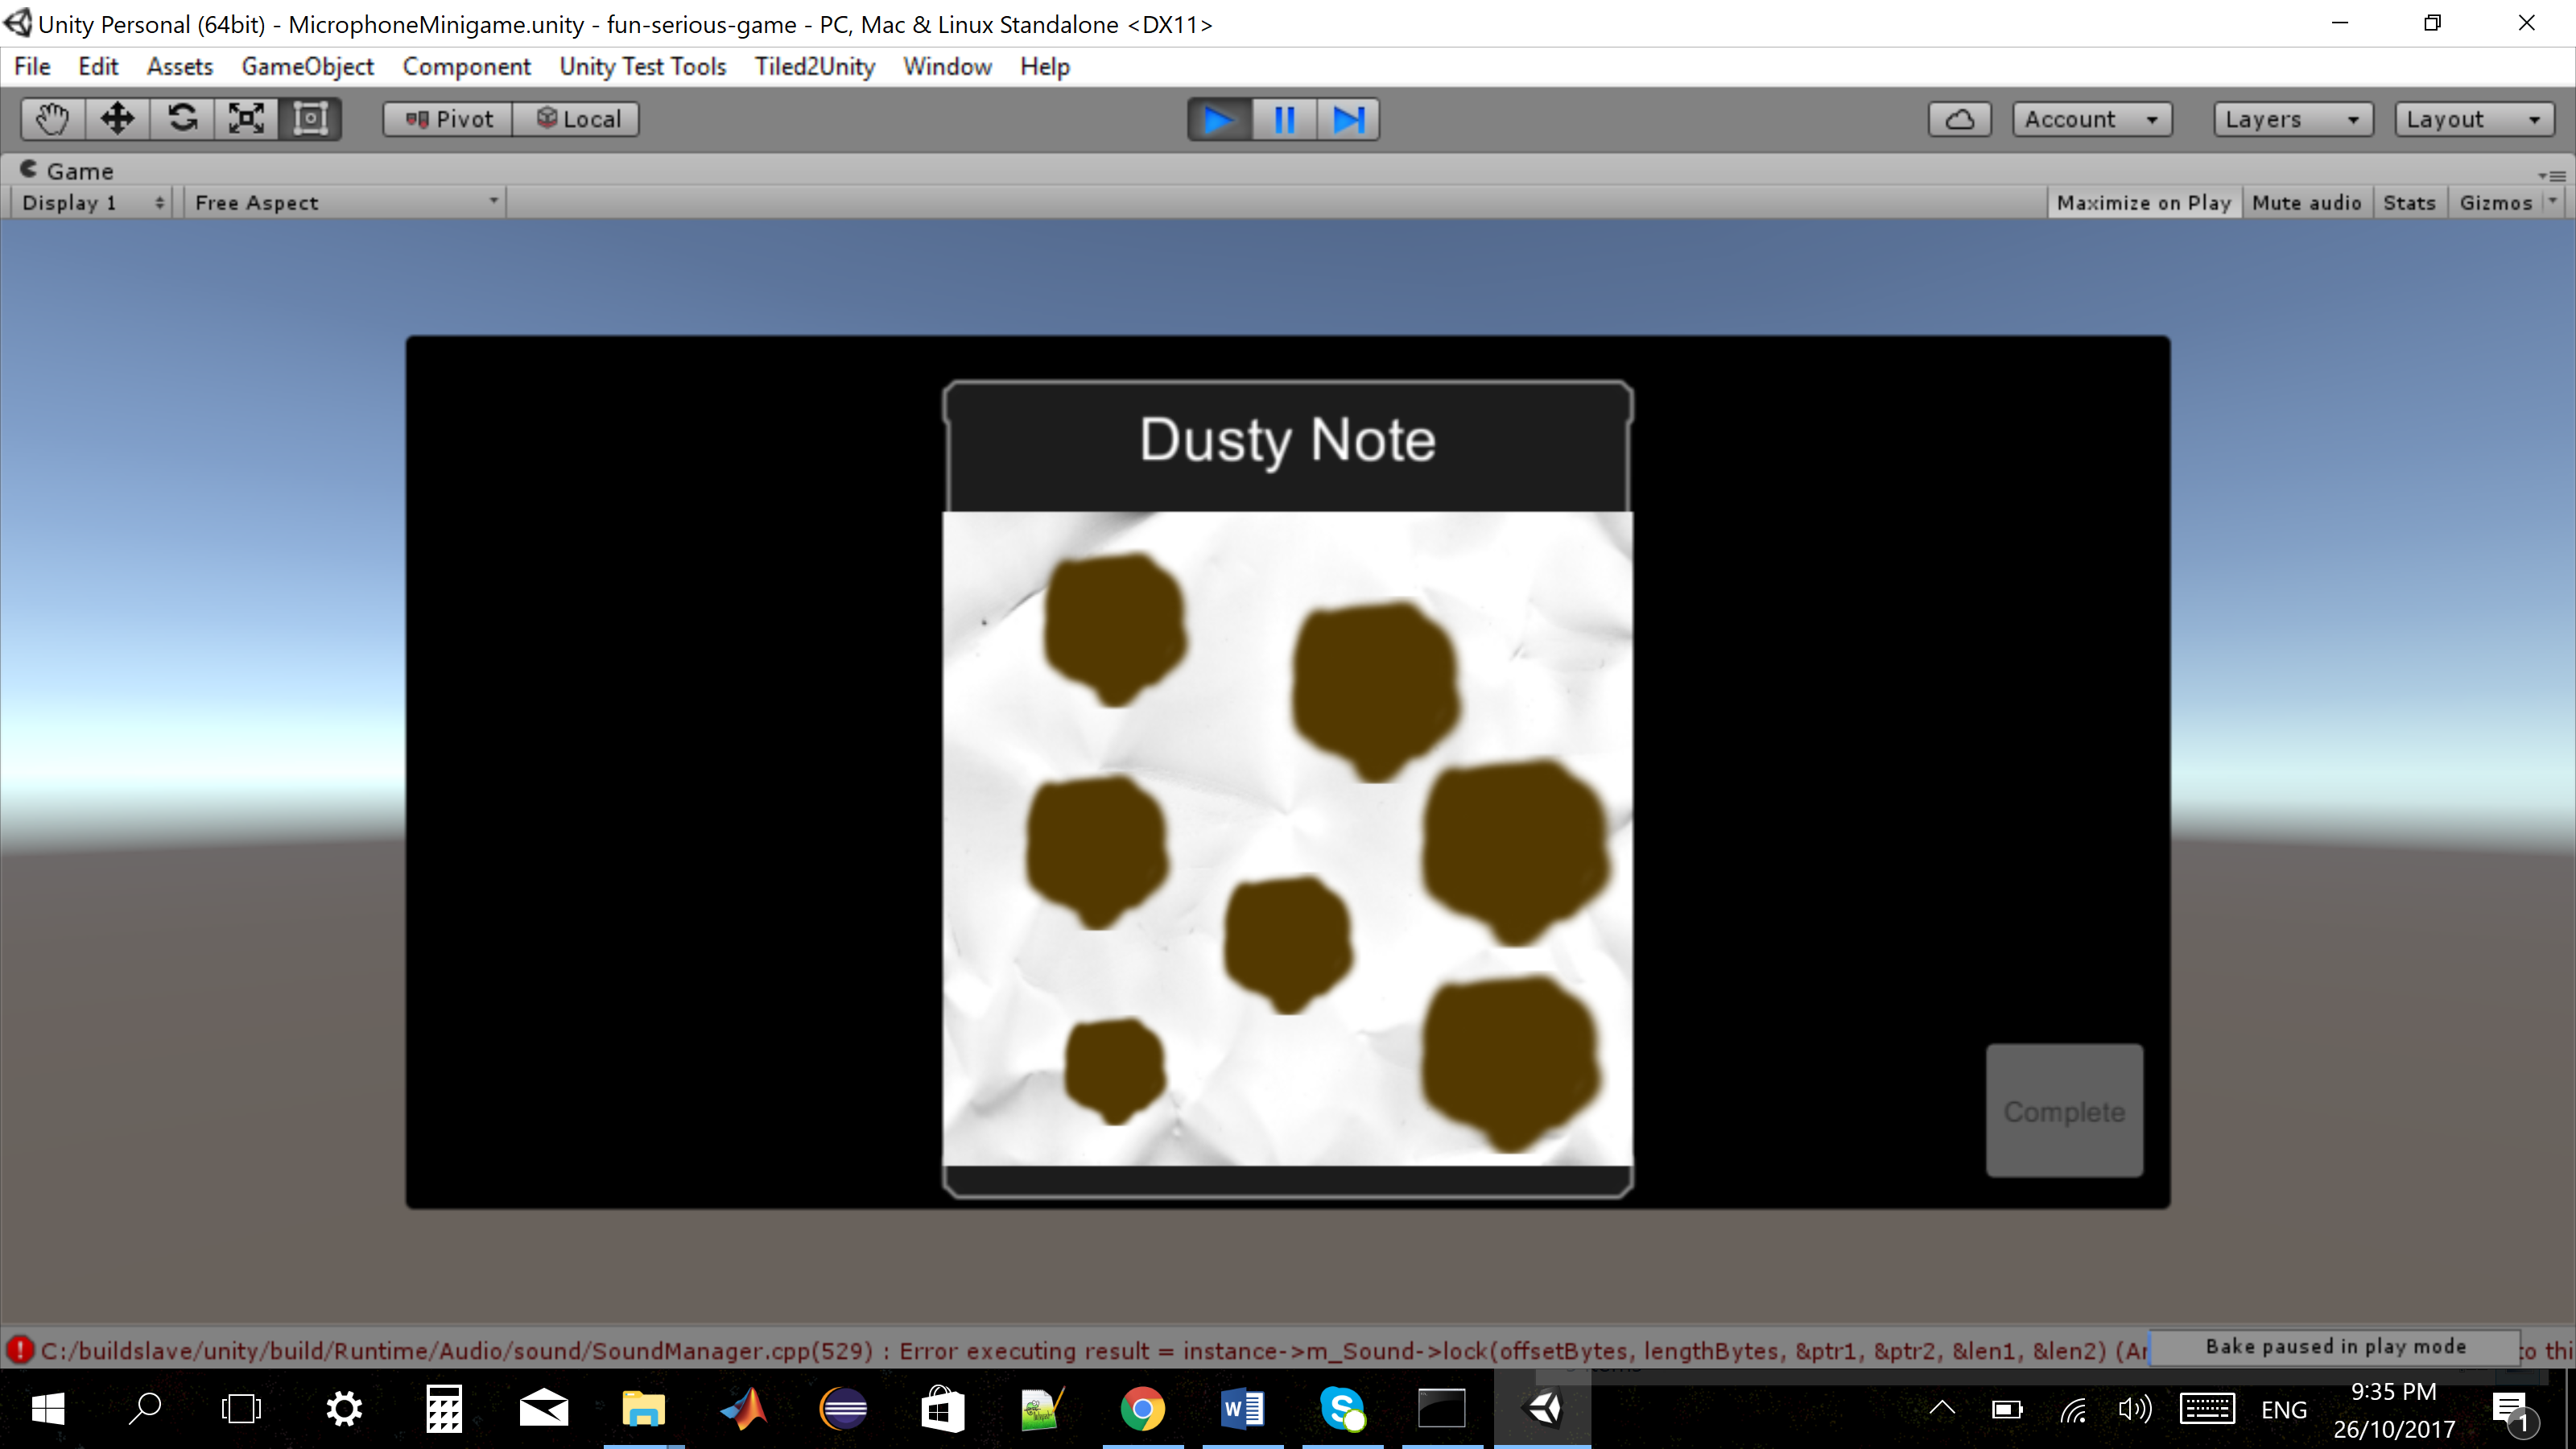 Unity Personal (64bit) - MicrophoneMinigame.unity - fun-serious-game - PC, Mac & Linux Standalone <DX11>
File Edit Assets GameObject Component Unity Test Tools Tiled2Unity Window Help
Pivot Local Account Layers Layout
Game
Display 1 Free Aspect Maximize on Play Mute audio Stats Gizmos
Dusty Note
Complete
C:/buildslave/unity/build/Runtime/Audio/sound/SoundManager.cpp(529) : Error executing result = instance->m_Sound->lock(offsetBytes, lengthBytes, &ptr1, &ptr2, &len1, &len2) Bake paused in play mode
ENG
9:35 PM
26/10/2017
1